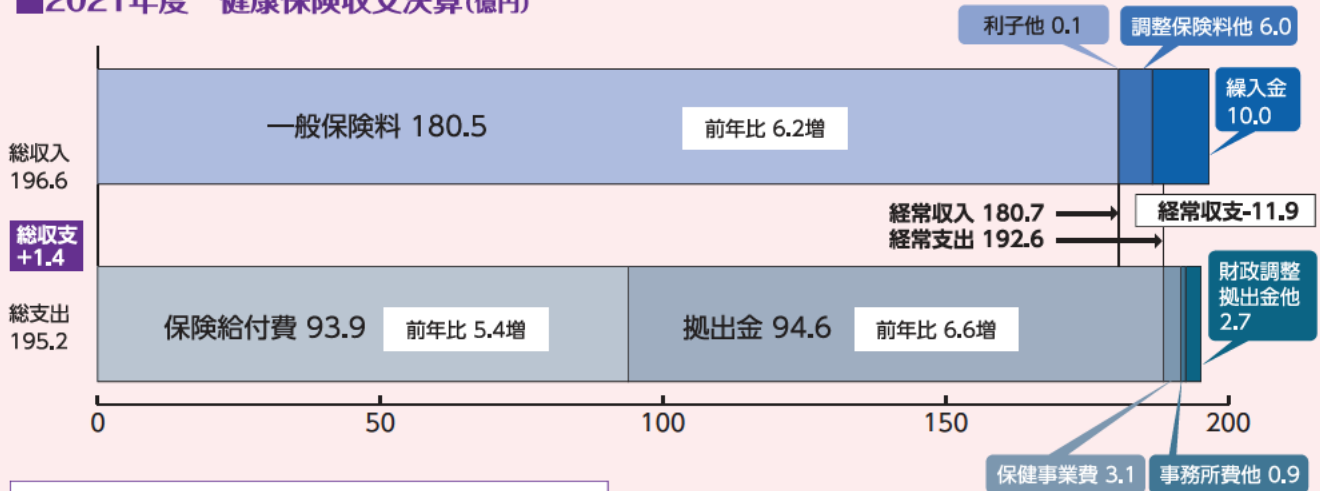 ■2021年度 健康保険収支決算(億円)
利子他 0.1
調整保険料他 6.0
繰入金
10.0
一般保険料 180.5
前年比 6.2増
総収入
196.6
経常収入 180.7
経常収支-11.9
経常支出 192.6
総収支
+1.4
財政調整
拠出金他
2.7
総支出
195.2
保険給付費 93.9
前年比 5.4増
拠出金 94.6
前年比 6.6増
0
50
100
150
200
保健事業費 3.1
事務所費他 0.9